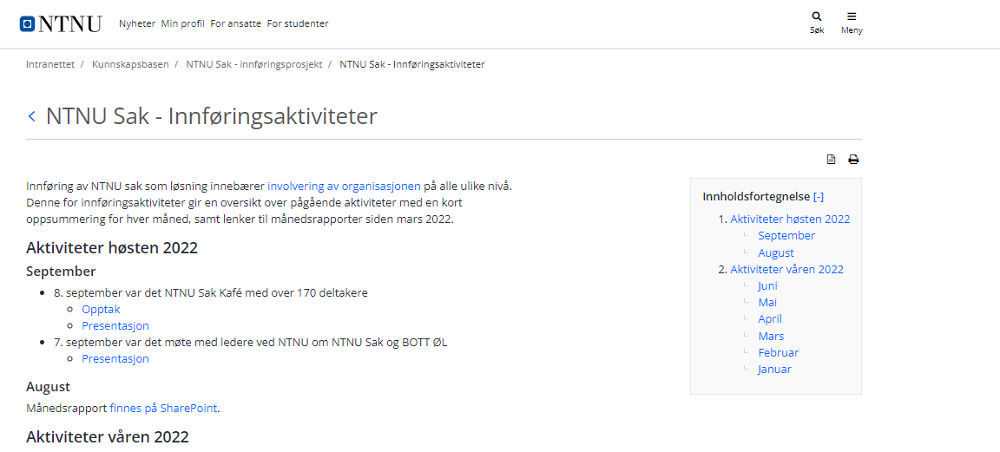 NTNU Nyheter Min profil For ansatte For studenter Søk Meny
Intranettet / Kunnskapsbasen / NTNU Sak - innføringsprosjekt / NTNU Sak - Innføringsaktiviteter
NTNU Sak - Innføringsaktiviteter
Innføring av NTNU sak som løsning innebærer involvering av organisasjonen på alle ulike nivå.
Denne for innføringsaktiviteter gir en oversikt over pågående aktiviteter med en kort
oppsummering for hver måned, samt lenker til månedsrapporter siden mars 2022.
Aktiviteter høsten 2022
September
8. september var det NTNU Sak Kafé med over 170 deltakere
Opptak
Presentasjon
7. september var det møte med ledere ved NTNU om NTNU Sak og BOTT ØL
Presentasjon
August
Månedsrapport finnes på SharePoint.
Aktiviteter våren 2022
Innholdsfortegnelse [-]
1. Aktiviteter høsten 2022
September
August
2. Aktiviteter våren 2022
Juni
Mai
April
Mars
Februar
Januar